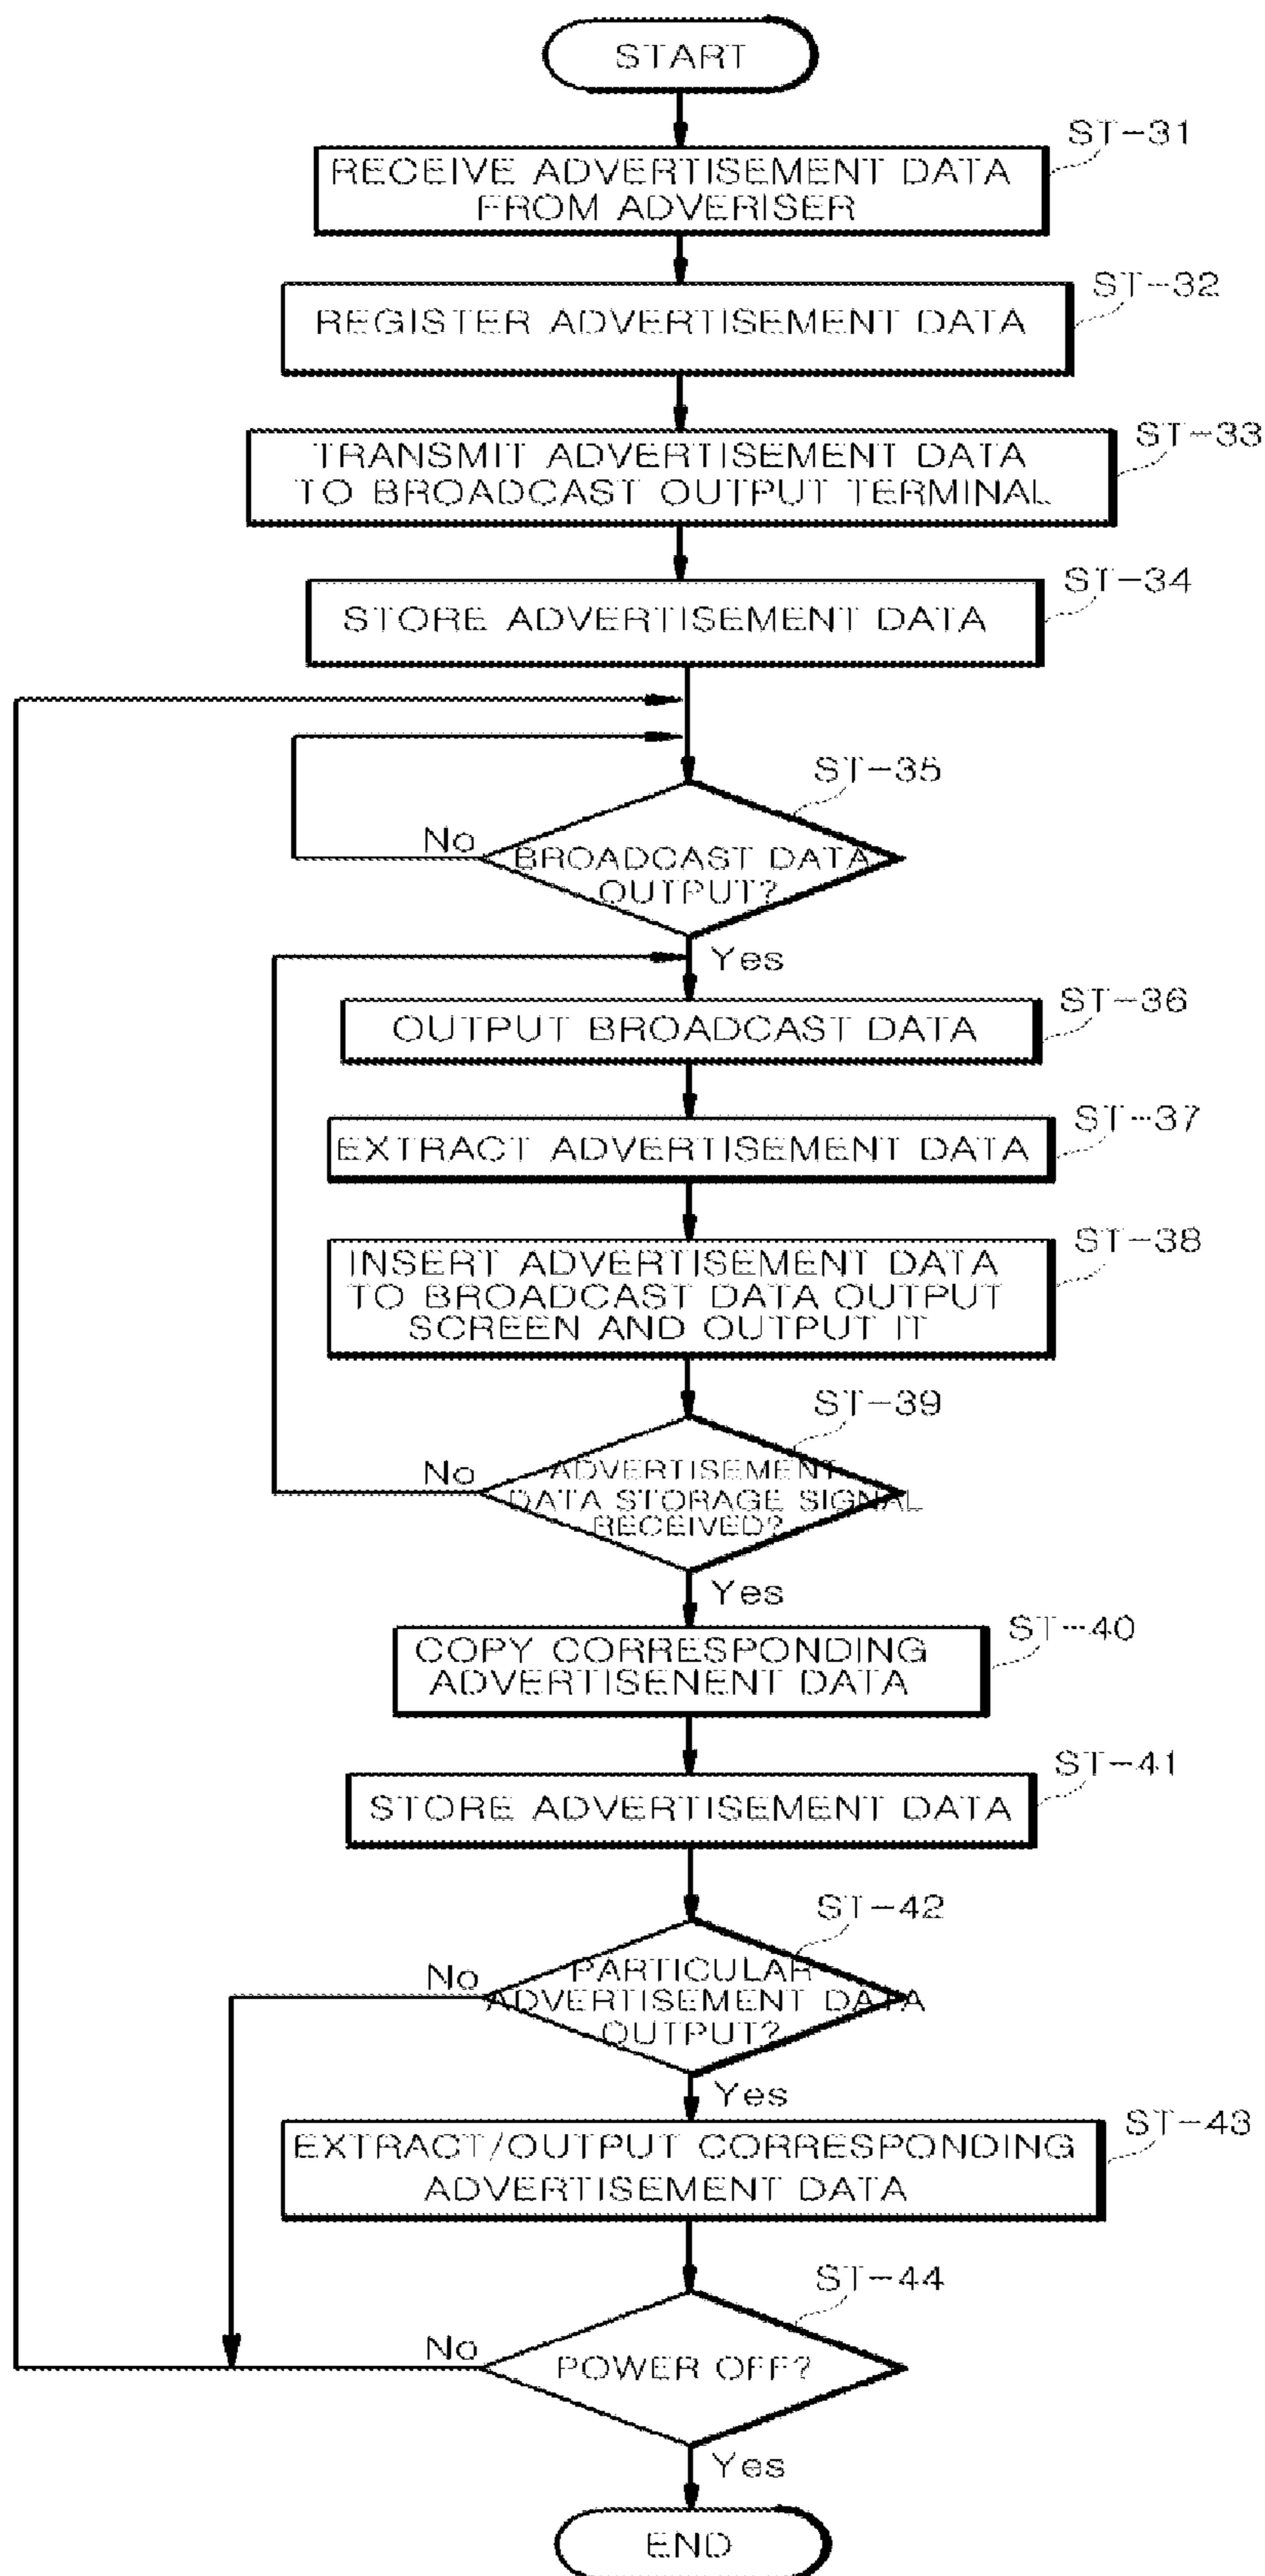 START
ST-31
RECEIVE ADVERTISEMENT DATA
FROM ADVERISER
ST-32
REGISTER ADVERTISEMENT DATA
ST-33
TRANSMIT ADVERTISEMENT DATA
TO BROADCAST OUTPUT TERMINAL
ST-34
STORE ADVERTISEMENT DATA
ST-35
No
BROADCAST DATA
OUTPUT?
Yes
ST-36
OUTPUT BROADCAST DATA
ST-37
EXTRACT ADVERTISEMENT DATA
ST-38
INSERT ADVERTISEMENT DATA
TO BROADCAST DATA OUTPUT
SCREEN AND OUTPUT IT
ST-39
No
ADVERTISEMENT
DATA STORAGE SIGNAL
RECEIVED?
Yes
ST-40
COPY CORRESPONDING
ADVERTISENENT DATA
ST-41
STORE ADVERTISEMENT DATA
ST-42
No
PARTICULAR
ADVERTISEMENT DATA
OUTPUT?
Yes
ST-43
EXTRACT/OUTPUT CORRESPONDING
ADVERTISEMENT DATA
ST-44
No
POWER OFF?
Yes
END